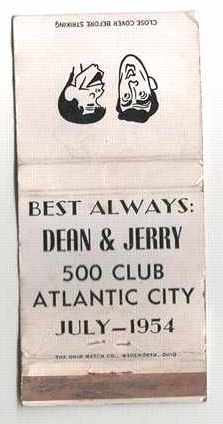 CLOSE COVER BEFORE STRIKING
BEST ALWAYS:
DEAN & JERRY
500 CLUB
ATLANTIC CITY
JULY—1954
THE OHIO MATCH CO., WADSWORTH, OHIO